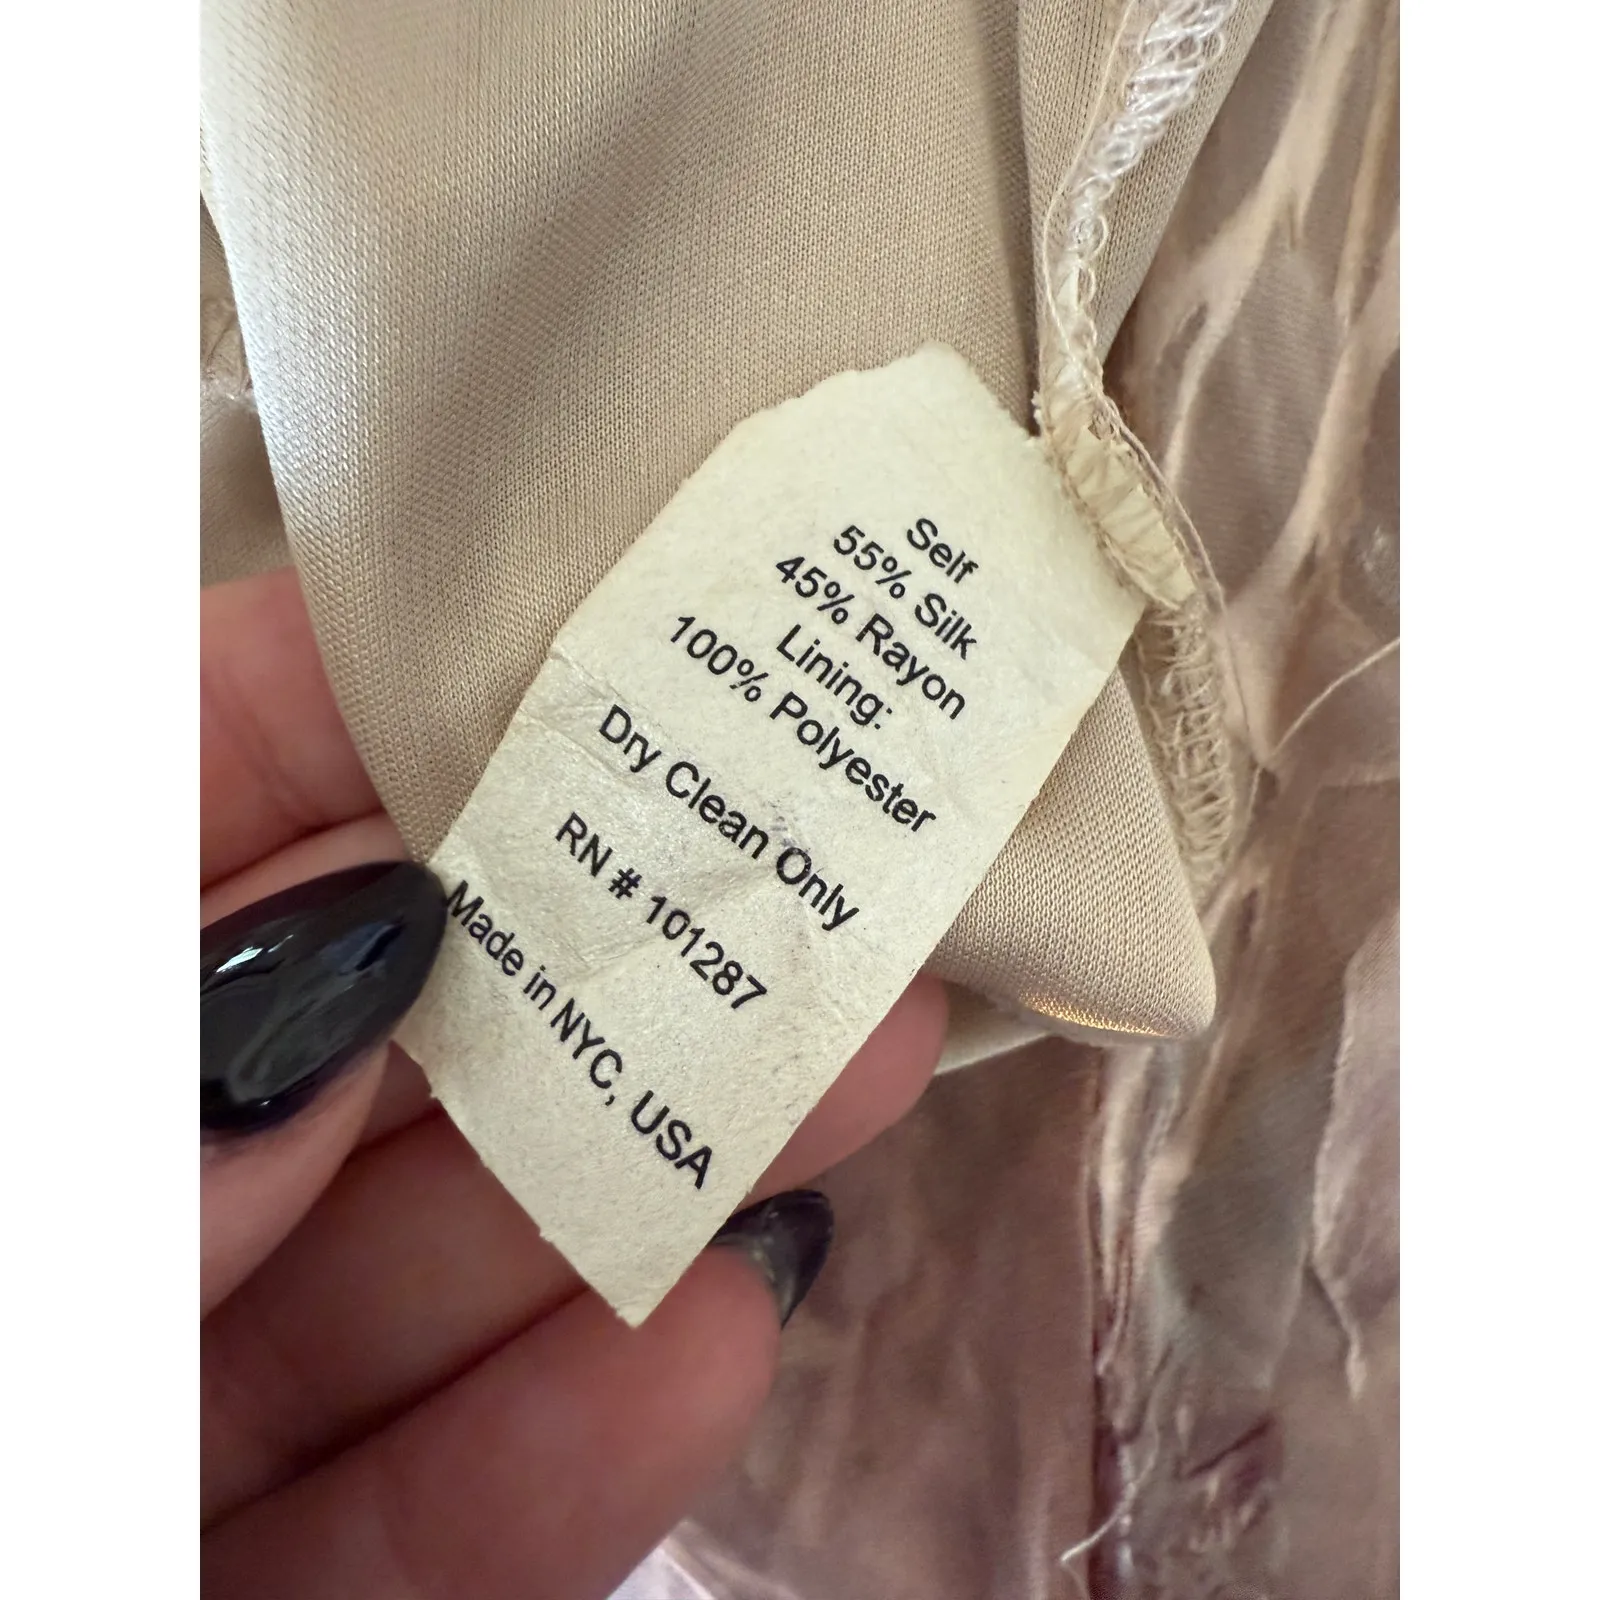 Self
55% Silk
45% Rayon
Lining:
100% Polyester
Dry Clean Only
RN # 101287
Made in NYC, USA